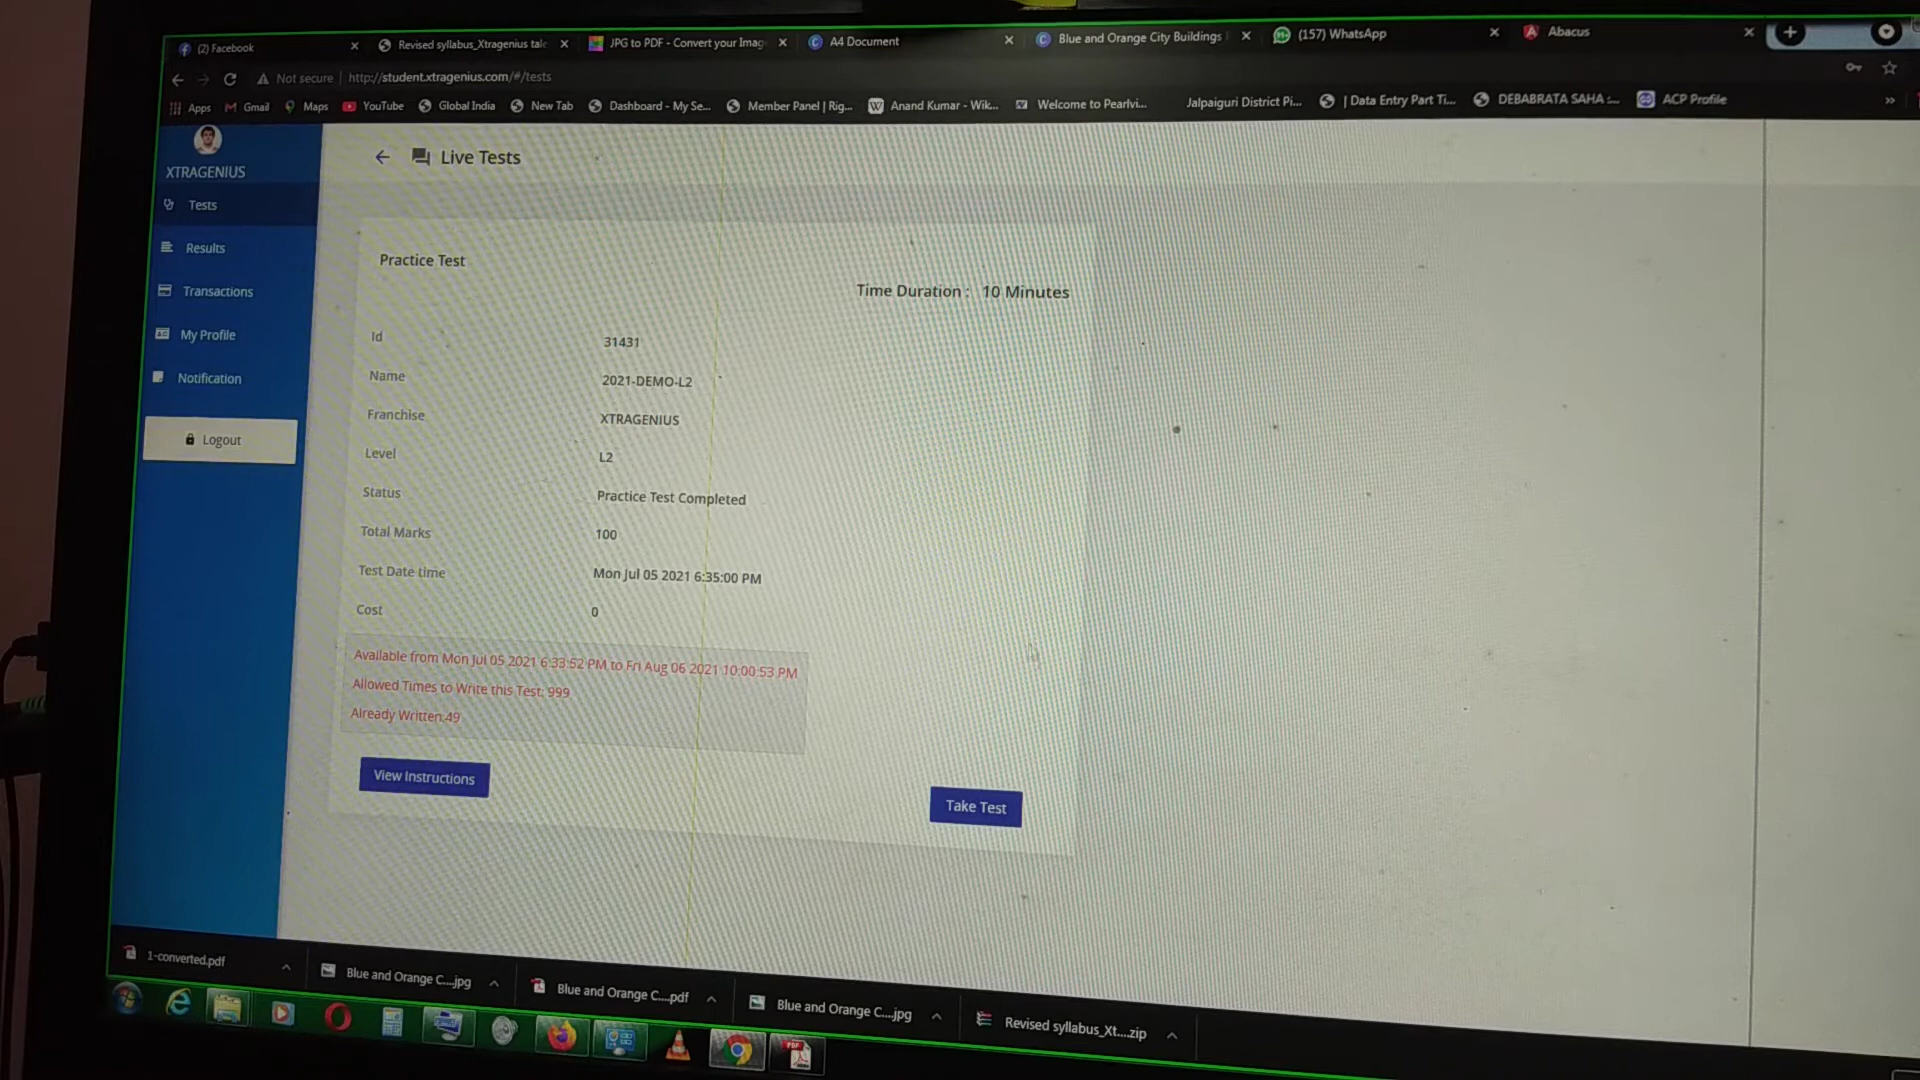 (2) Facebook
Revised syllabus_Xtragenius tale
JPG to PDF - Convert your Imag
A4 Document
Blue and Orange City Buildings
(157) WhatsApp
Abacus
Not secure
http://student.xtragenius.com/#/tests
Apps
Gmail
Maps
YouTube
Global India
New Tab
Dashboard - My Se...
Member Panel | Rig...
Anand Kumar - Wik...
Welcome to Pearlvi...
Jalpaiguri District Pi...
| Data Entry Part Ti...
DEBABRATA SAHA :...
ACP Profile
XTRAGENIUS
Tests
Results
Transactions
My Profile
Notification
Logout
Live Tests
Practice Test
Time Duration : 10 Minutes
Id 31431
Name 2021-DEMO-L2
Franchise XTRAGENIUS
Level L2
Status Practice Test Completed
Total Marks 100
Test Date time Mon Jul 05 2021 6:35:00 PM
Cost 0
Available from Mon Jul 05 2021 6:33:52 PM to Fri Aug 06 2021 10:00:53 PM
Allowed Times to Write this Test: 999
Already Written:49
View Instructions
Take Test
1-converted.pdf
Blue and Orange C....jpg
Blue and Orange C....pdf
Blue and Orange C....jpg
Revised syllabus_Xt....zip